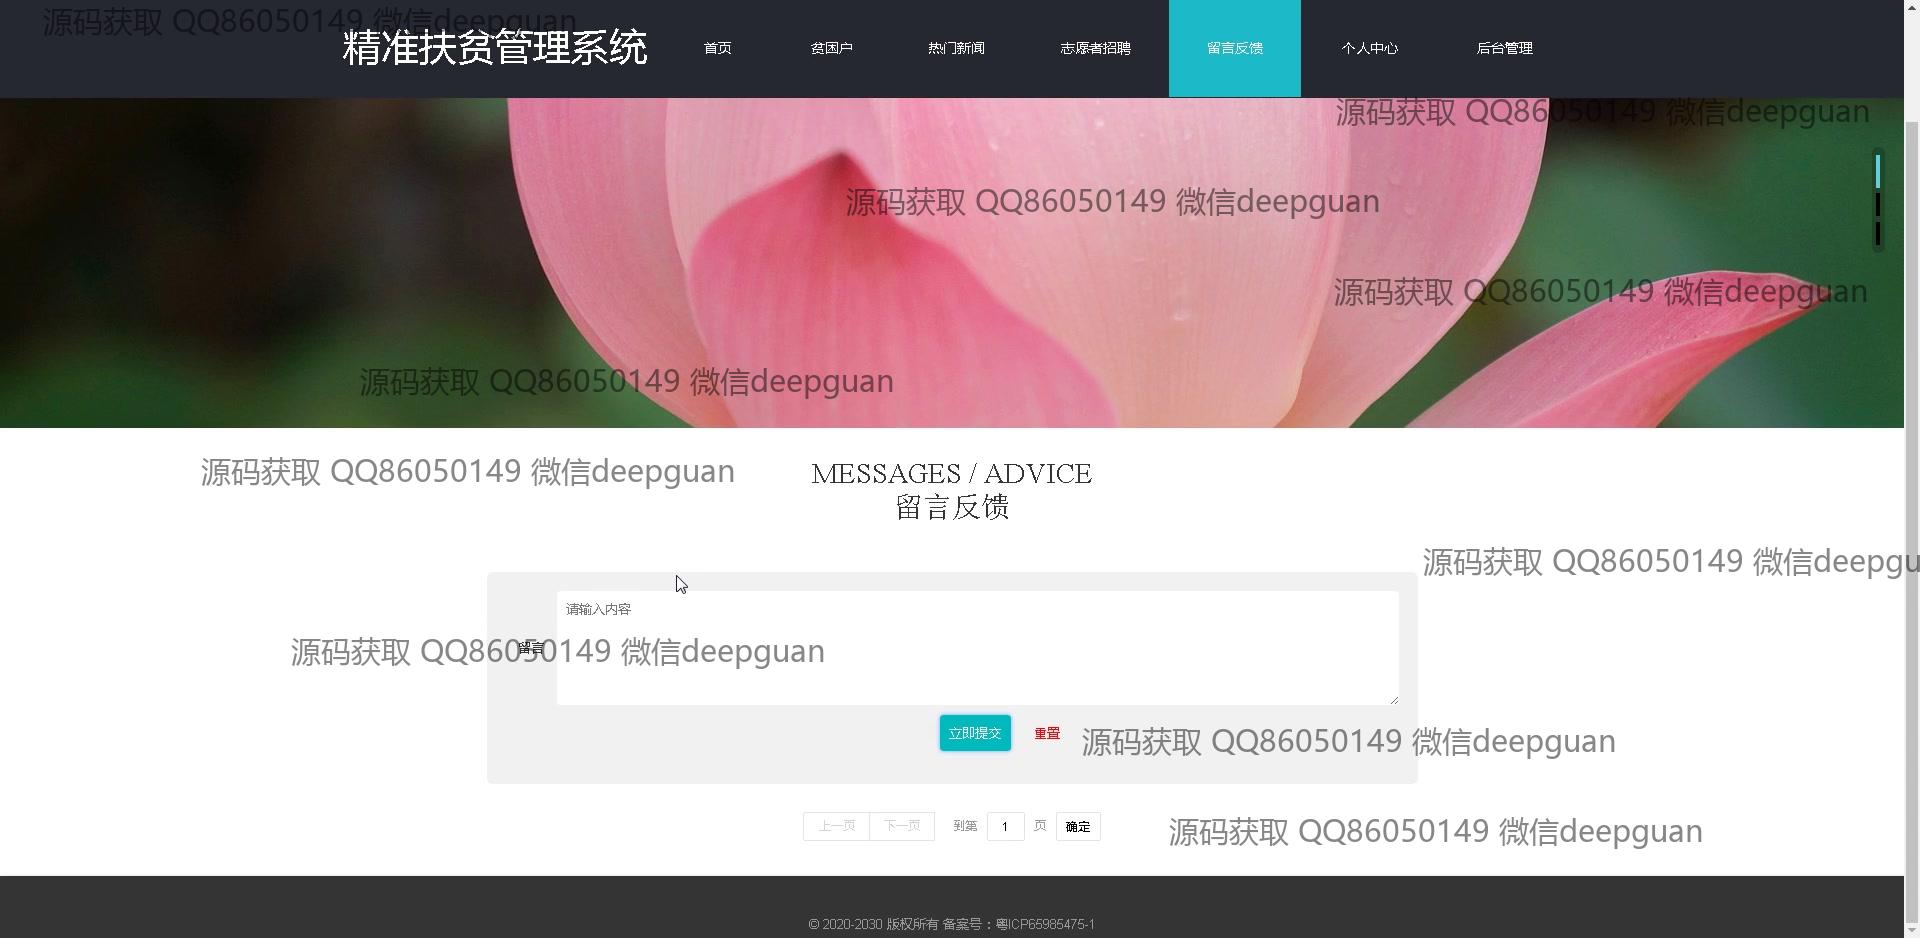 源码获取 QQ86050149 微信deepguan
精准扶贫管理系统
首页
贫困户
热门新闻
志愿者招聘
留言反馈
个人中心
后台管理
源码获取 QQ86050149 微信deepguan
源码获取 QQ86050149 微信deepguan
源码获取 QQ86050149 微信deepguan
源码获取 QQ86050149 微信deepguan
源码获取 QQ86050149 微信deepguan
MESSAGES / ADVICE
留言反馈
源码获取 QQ86050149 微信deepgu
请输入内容
留言
源码获取 QQ86050149 微信deepguan
立即提交
重置
源码获取 QQ86050149 微信deepguan
上一页
下一页
到第
1
页
确定
源码获取 QQ86050149 微信deepguan
© 2020-2030 版权所有 备案号：粤ICP65985475-1